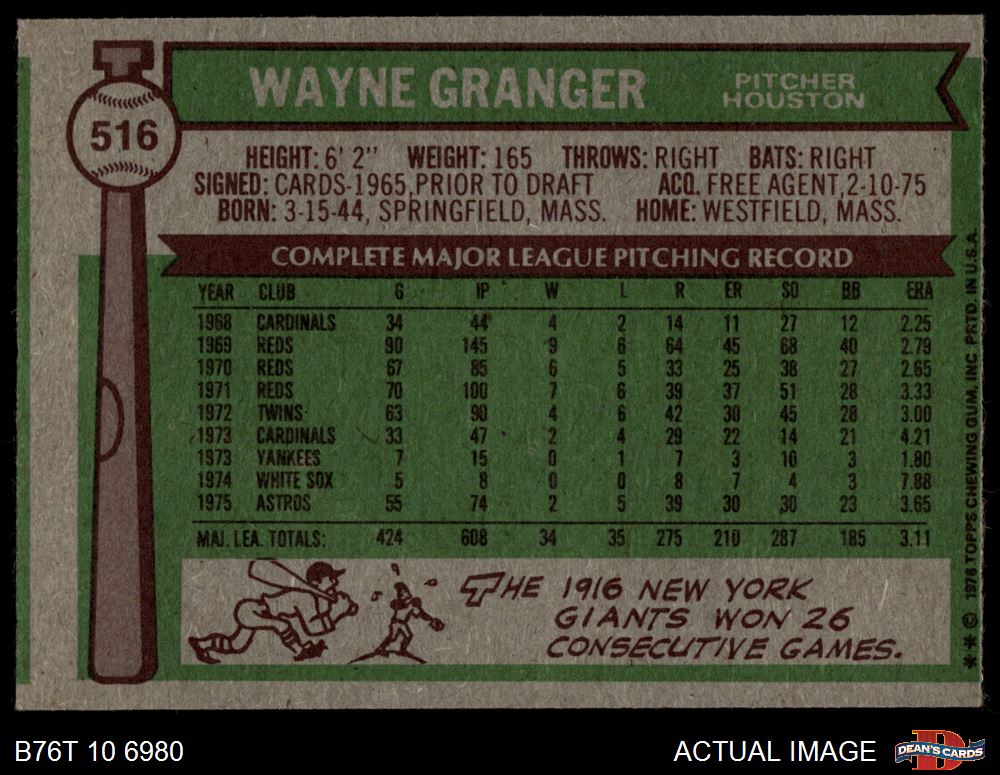 516
WAYNE GRANGER
PITCHER
HOUSTON
HEIGHT: 6' 2" WEIGHT: 165 THROWS: RIGHT BATS: RIGHT
SIGNED: CARDS-1965, PRIOR TO DRAFT ACQ. FREE AGENT, 2-10-75
BORN: 3-15-44, SPRINGFIELD, MASS. HOME: WESTFIELD, MASS.
COMPLETE MAJOR LEAGUE PITCHING RECORD
YEAR CLUB G IP W L R ER SO BB ERA
1968 CARDINALS 34 44 4 2 14 11 27 12 2.25
1969 REDS 90 145 9 6 64 45 68 40 2.79
1970 REDS 67 85 6 5 33 25 38 27 2.65
1971 REDS 70 100 7 6 39 37 51 28 3.33
1972 TWINS 63 90 4 6 42 30 45 28 3.00
1973 CARDINALS 33 47 2 4 29 22 14 21 4.21
1973 YANKEES 7 15 0 1 7 3 10 3 1.80
1974 WHITE SOX 5 8 0 0 8 7 4 3 7.88
1975 ASTROS 55 74 2 5 39 30 30 23 3.65
MAJ. LEA. TOTALS: 424 608 34 35 275 210 287 185 3.11
THE 1916 NEW YORK
GIANTS WON 26
CONSECUTIVE GAMES.
** © 1976 TOPPS CHEWING GUM, INC. PRTD. IN U.S.A.
B76T 10 6980
ACTUAL IMAGE
DEAN'S CARDS